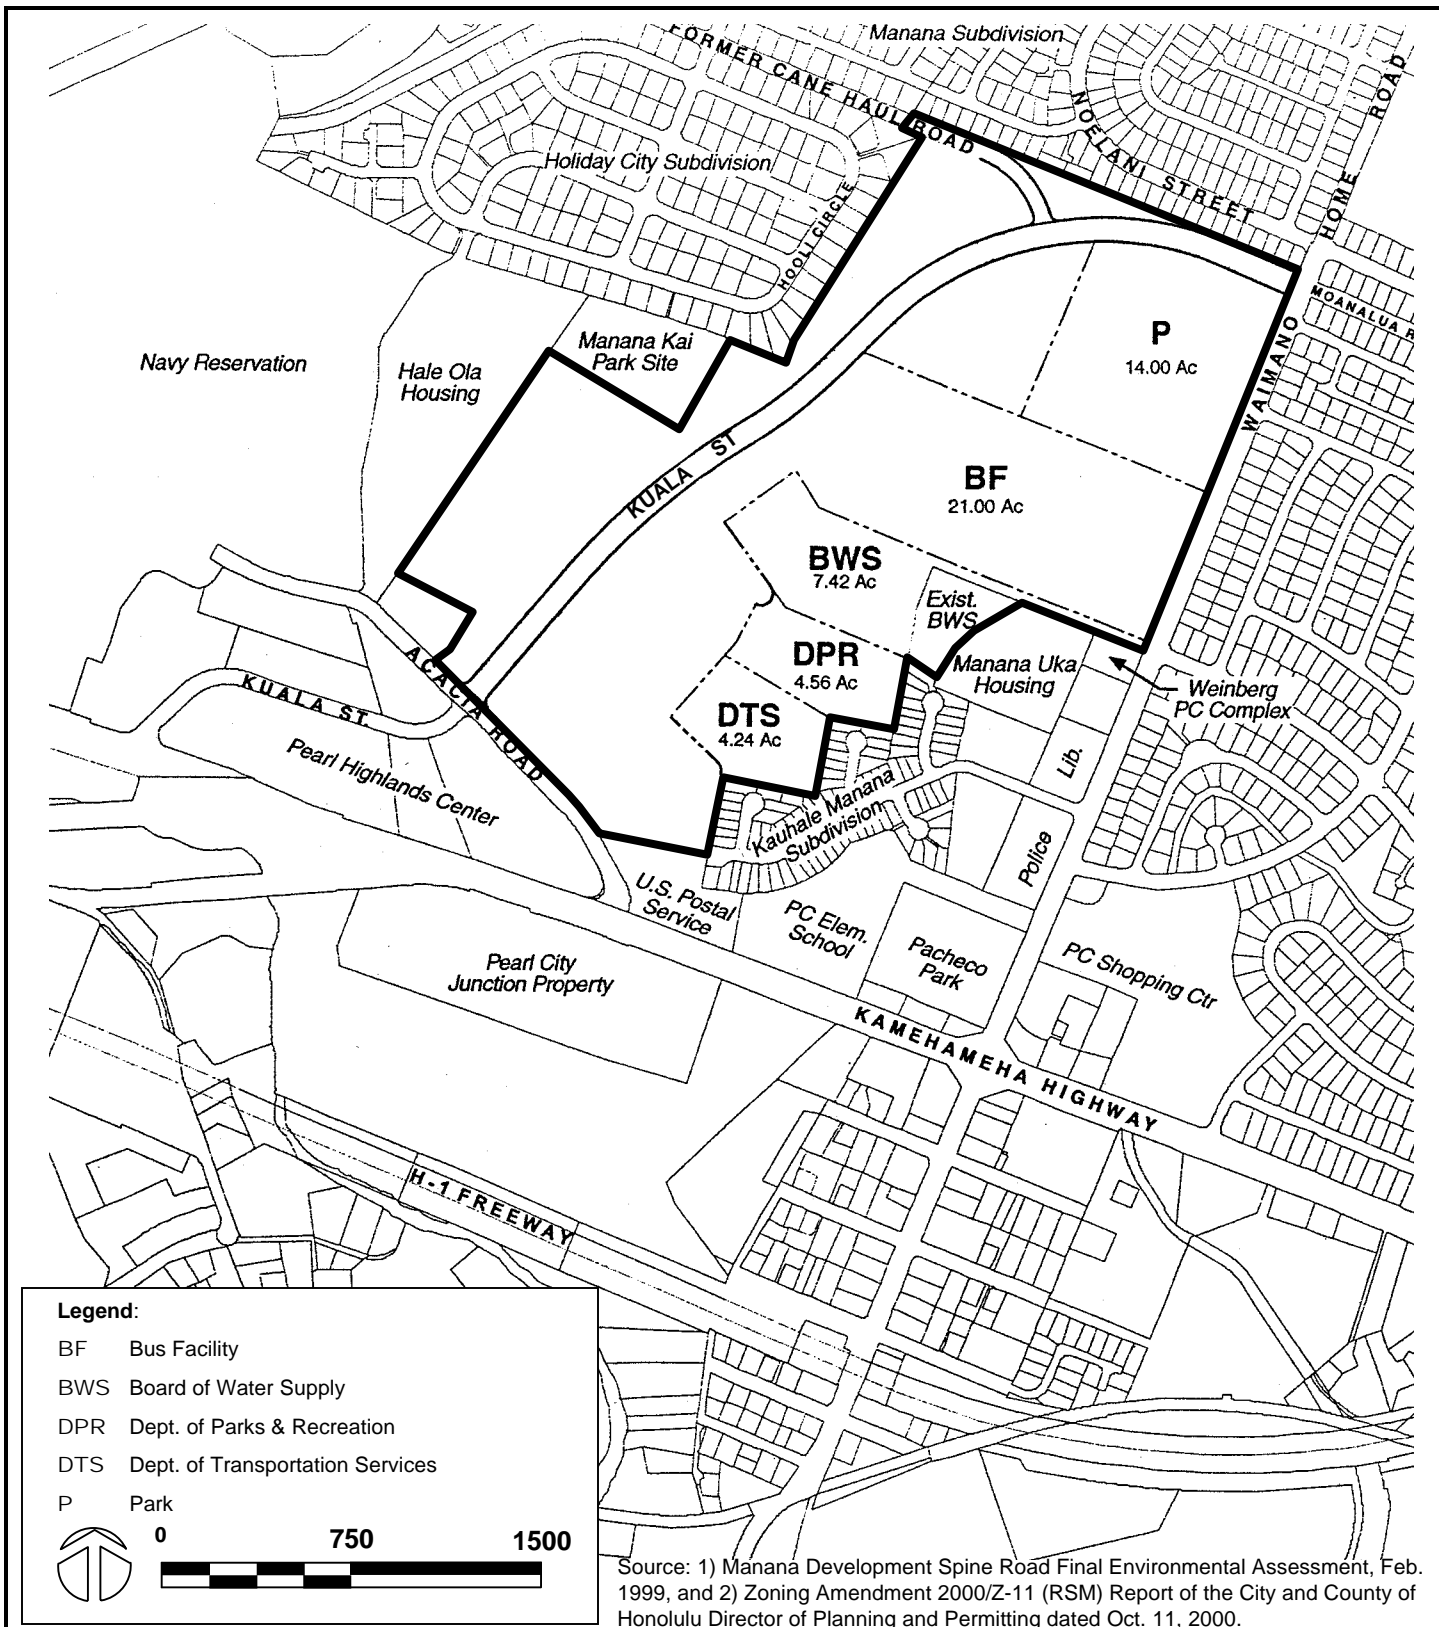 Manana Subdivision
FORMER CANE HAUL ROAD
NOELANI STREET
WAIMANO HOME ROAD
Holiday City Subdivision
HOOLI CIRCLE
MOANALUA R
Manana Kai
Park Site
Navy Reservation
Hale Ola
Housing
P
14.00 Ac
KUALA ST
BF
21.00 Ac
BWS
7.42 Ac
Exist.
BWS
DPR
4.56 Ac
Manana Uka
Housing
Weinberg
PC Complex
ACACIA ROAD
KUALA ST.
DTS
4.24 Ac
Lib.
Pearl Highlands Center
Kauhale Manana
Subdivision
Police
U.S. Postal
Service
PC Elem.
School
Pacheco
Park
PC Shopping Ctr
Pearl City
Junction Property
KAMEHAMEHA HIGHWAY
H-1 FREEWAY
Legend:
BF Bus Facility
BWS Board of Water Supply
DPR Dept. of Parks & Recreation
DTS Dept. of Transportation Services
P Park
0 750 1500
Source: 1) Manana Development Spine Road Final Environmental Assessment, Feb.
1999, and 2) Zoning Amendment 2000/Z-11 (RSM) Report of the City and County of
Honolulu Director of Planning and Permitting dated Oct. 11, 2000.